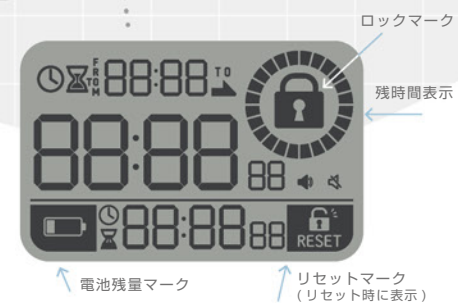 ロックマーク
FROM
TO
88:88
TO
残時間表示
88:88
88
88:88
88
RESET
電池残量マーク
リセットマーク
(リセット時に表示)